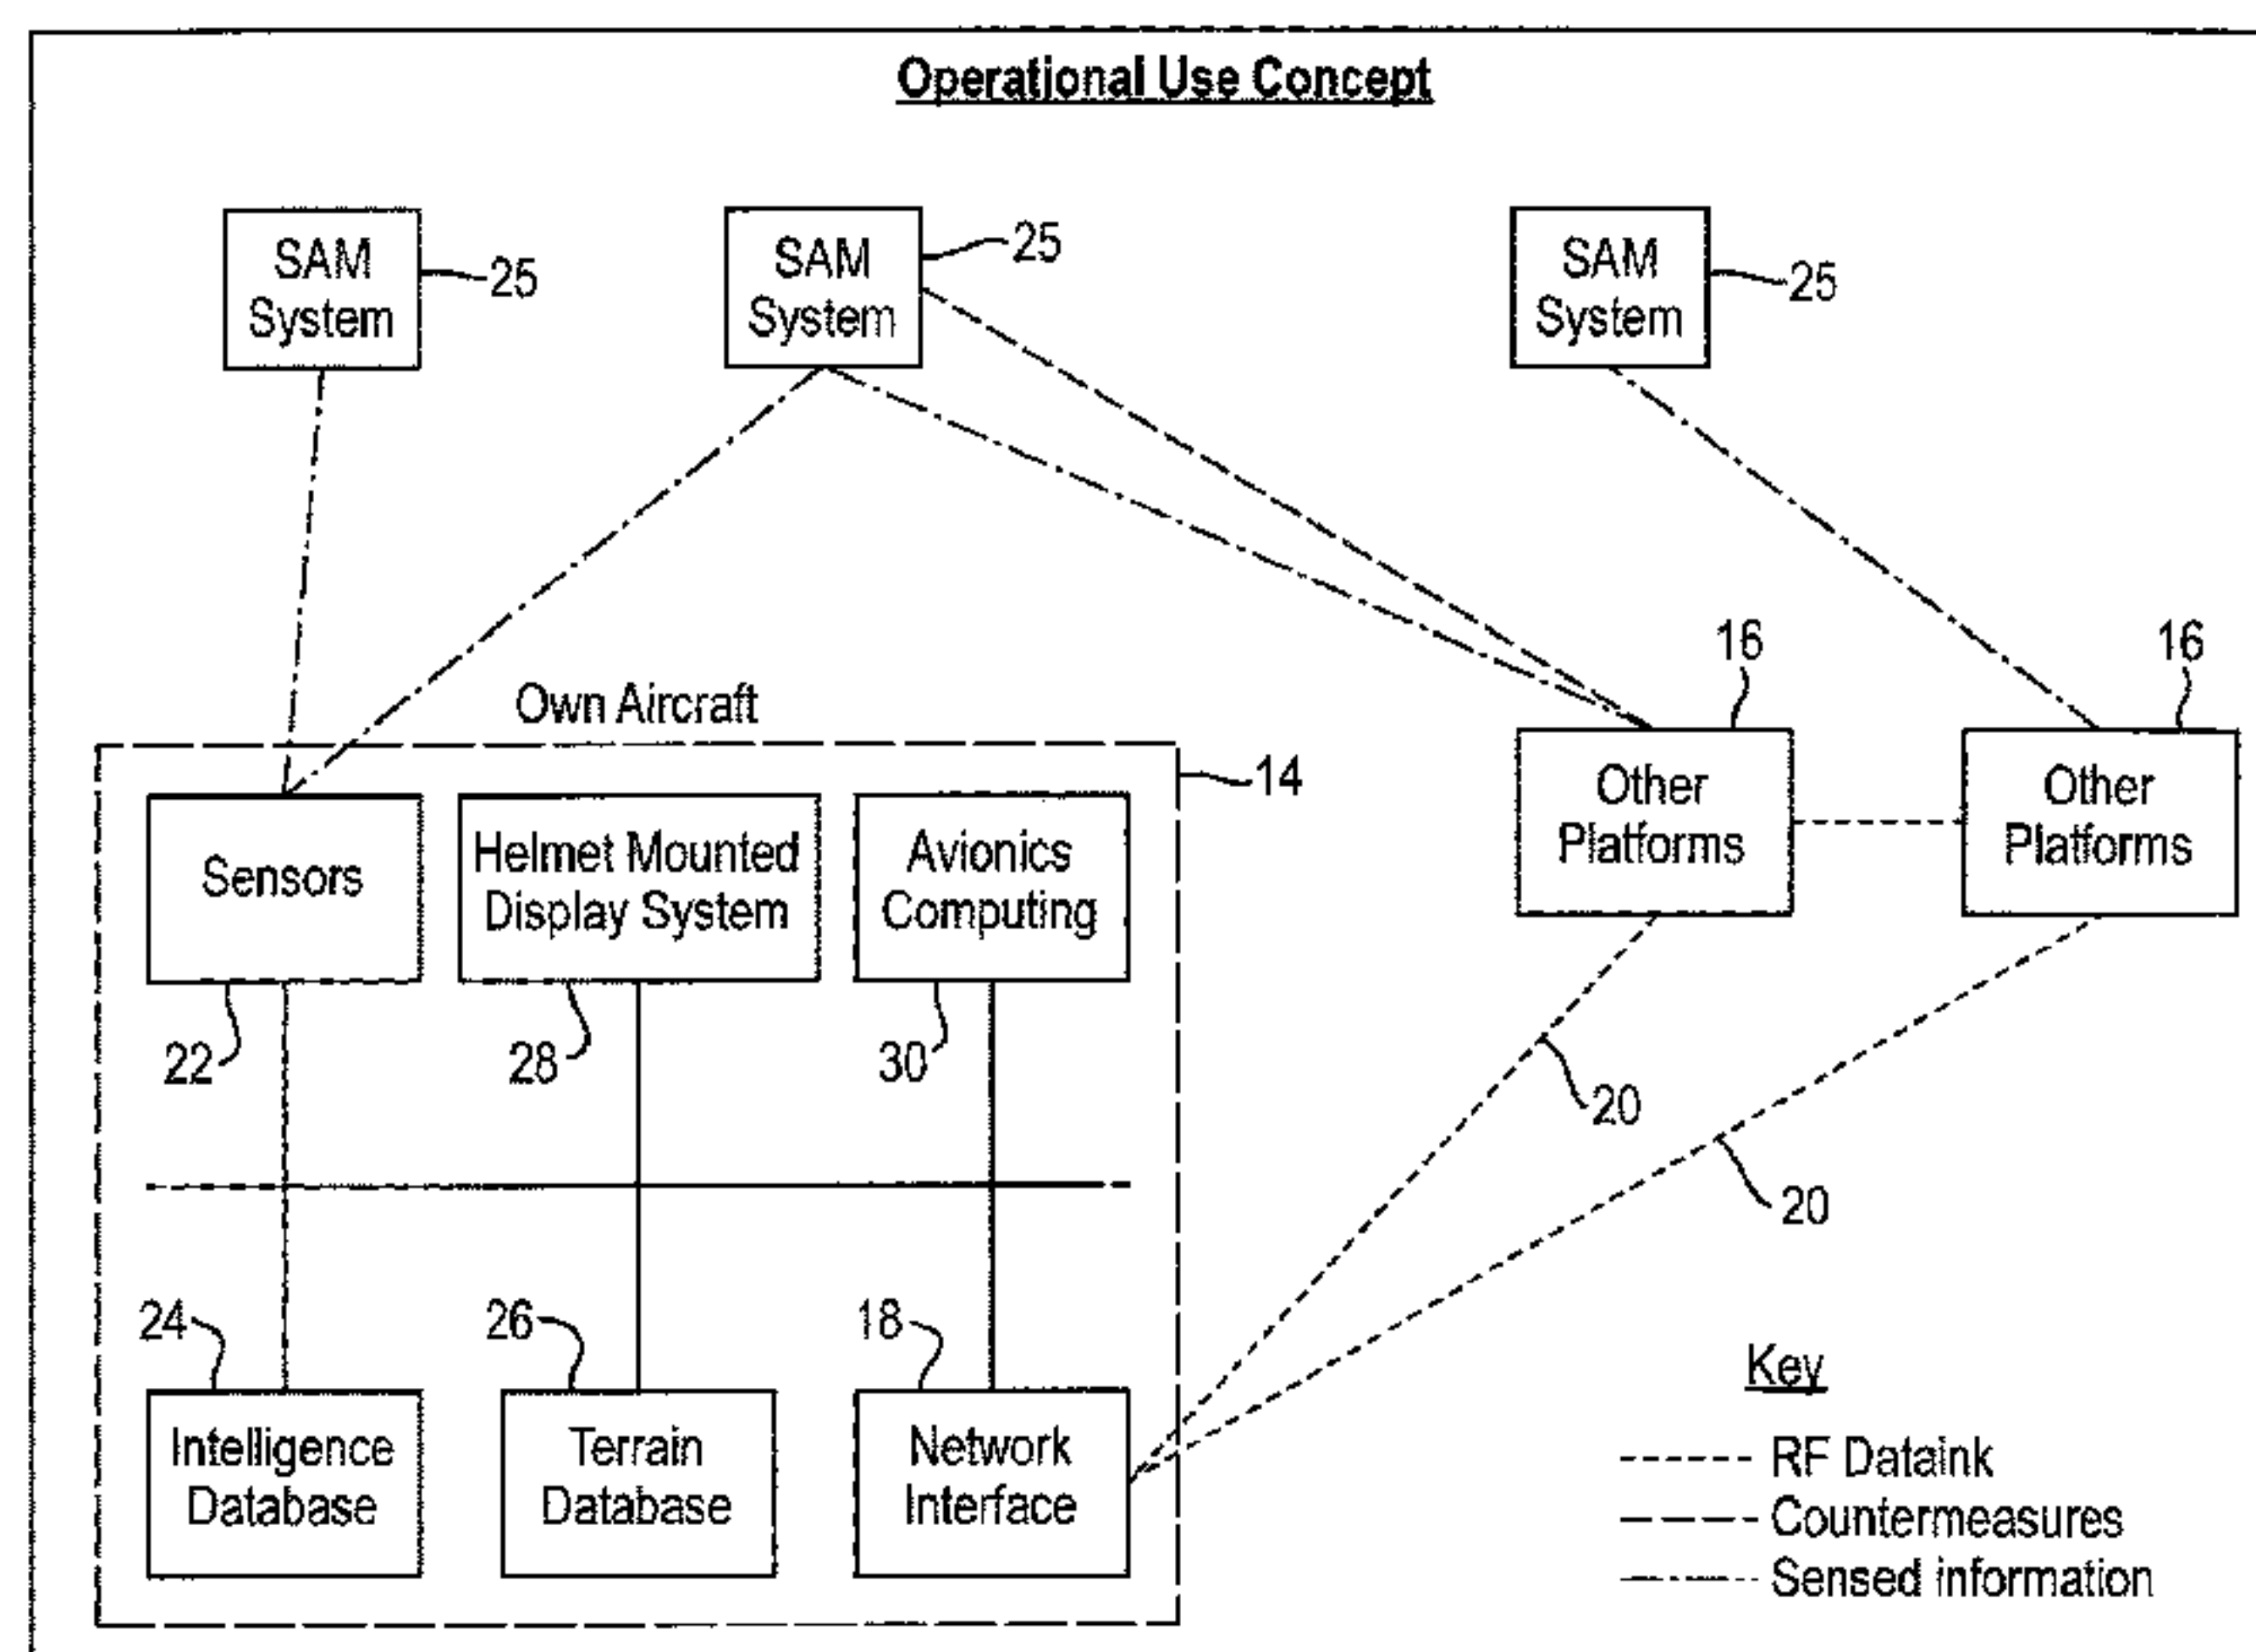 Operational Use Concept
SAM
System
25
SAM
System
25
SAM
System
25
Own Aircraft
14
16
16
Sensors
Helmet Mounted
Display System
Avionics
Computing
Other
Platforms
Other
Platforms
22
28
30
20
20
24
26
18
Intelligence
Database
Terrain
Database
Network
Interface
Key
RF Dataink
Countermeasures
Sensed information